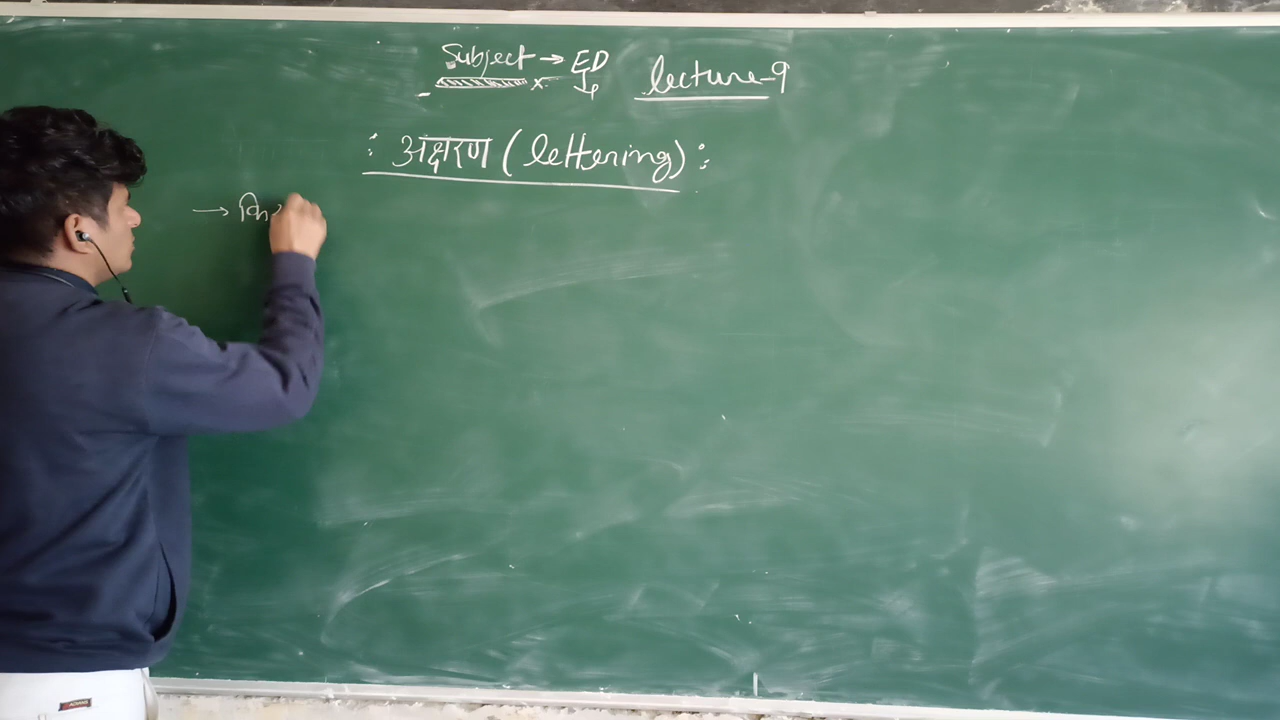 Subject → ED
Lecture-9
: अक्षरण (lettering) :
→